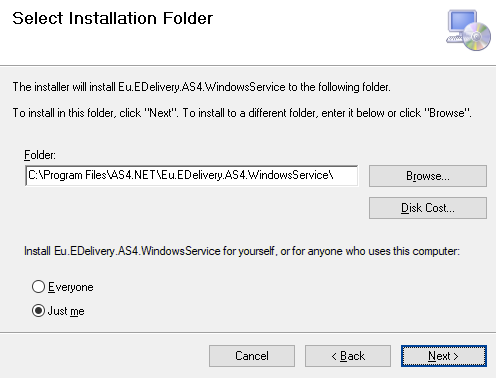 Select Installation Folder
The installer will install Eu.EDelivery.AS4.WindowsService to the following folder.
To install in this folder, click "Next". To install to a different folder, enter it below or click "Browse".
Folder:
C:\Program Files\AS4.NET\Eu.EDelivery.AS4.WindowsService\
Browse...
Disk Cost...
Install Eu.EDelivery.AS4.WindowsService for yourself, or for anyone who uses this computer:
Everyone
Just me
Cancel
< Back
Next >